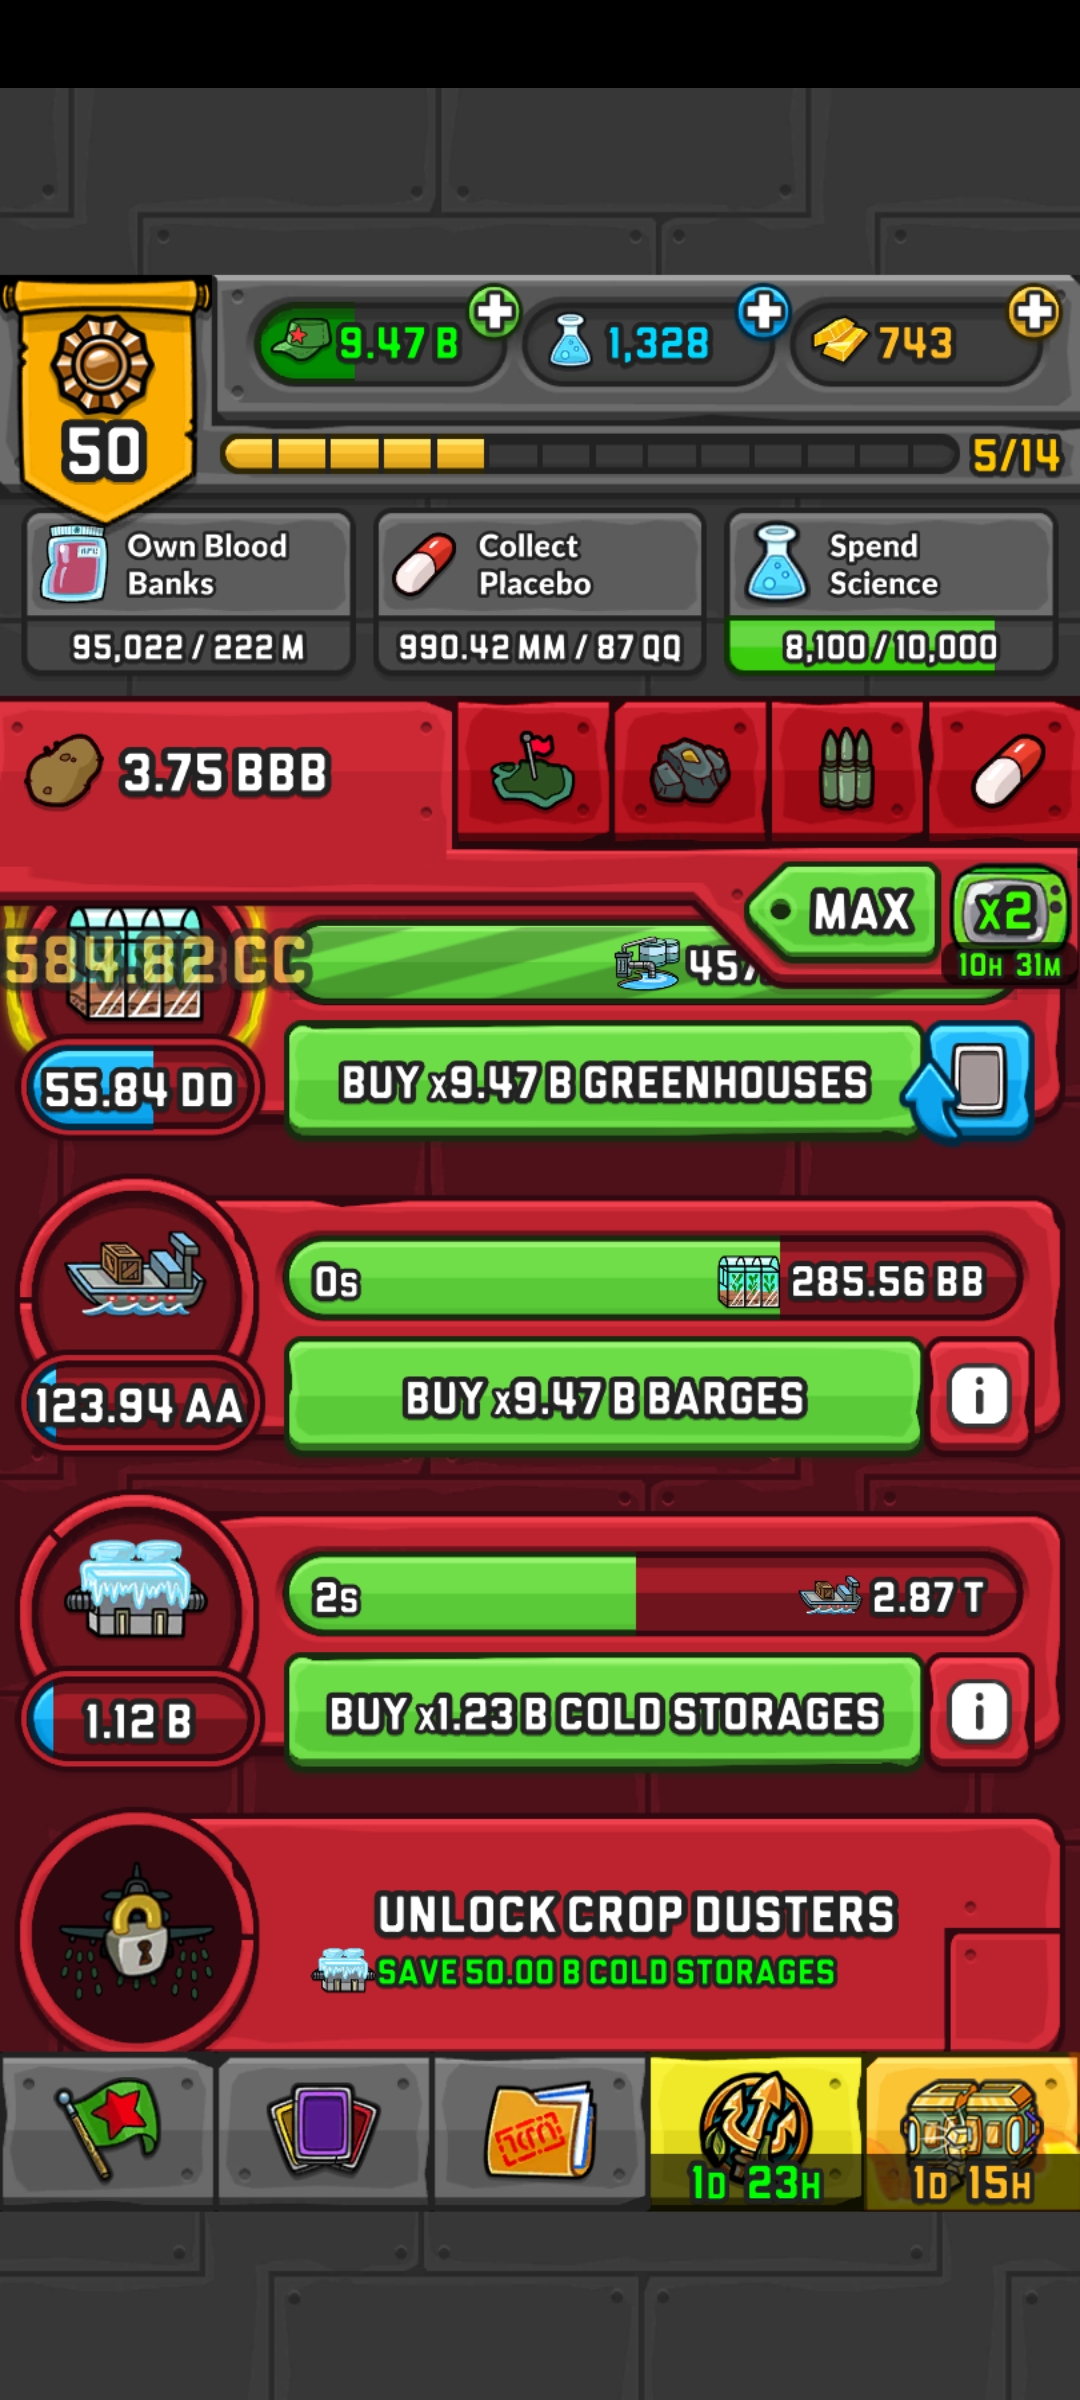 9.47 B
1,328
743
50
5/14
Own Blood
Banks
95,022 / 222 M
Collect
Placebo
990.42 MM / 87 QQ
Spend
Science
8,100 / 10,000
3.75 BBB
MAX
x2
10H 31M
584.82 CC
457
55.84 DD
BUY x9.47 B GREENHOUSES
0s
285.56 BB
123.94 AA
BUY x9.47 B BARGES
i
2s
2.87 T
1.12 B
BUY x1.23 B COLD STORAGES
i
UNLOCK CROP DUSTERS
SAVE 50.00 B COLD STORAGES
1D 23H
1D 15H